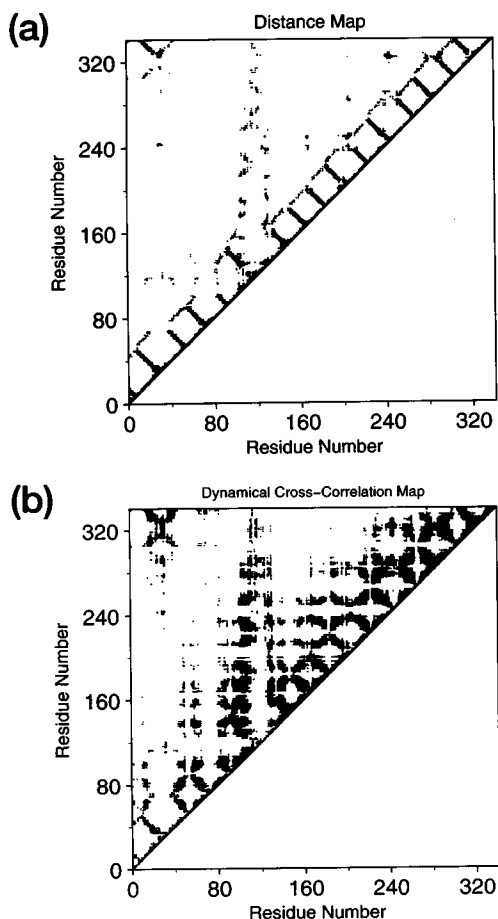 (a)
Distance Map
320
240
160
80
0
Residue Number
0 80 160 240 320
Residue Number
(b)
Dynamical Cross-Correlation Map
320
240
160
80
0
Residue Number
0 80 160 240 320
Residue Number